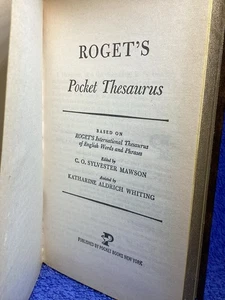 ROGET'S
Pocket Thesaurus
BASED ON
ROGET'S International Thesaurus
of English Words and Phrases
Edited by
C. O. SYLVESTER MAWSON
Assisted by
KATHARINE ALDRICH WHITING
PUBLISHED BY POCKET BOOKS NEW YORK